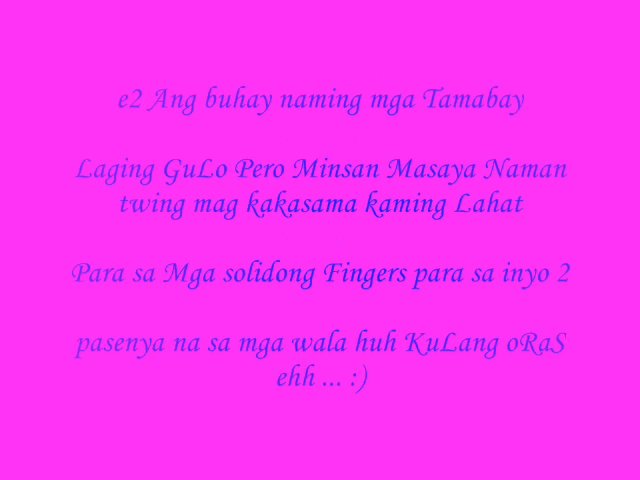 e2 Ang buhay naming mga Tamabay
Laging GuLo Pero Minsan Masaya Naman
twing mag kakasama kaming Lahat
Para sa Mga solidong Fingers para sa inyo 2
pasenya na sa mga wala huh KuLang oRaS
ehh ... :)